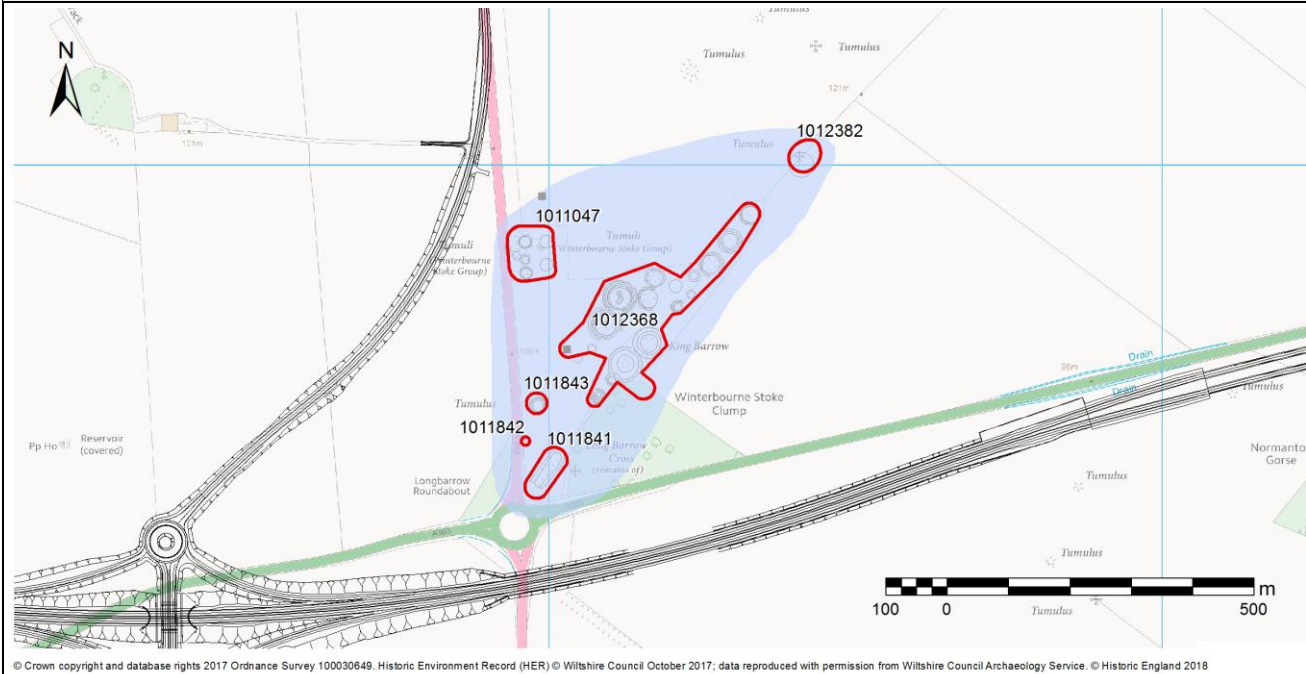 Track
Tumulus
N
Tumulus
Tumulus
121m
1012382
121m
Tumulus
1011047
Tumuli
Winterbourne Stoke Group)
Tumuli
(Winterbourne
Stoke Group)
1012368
King Barrow
Drain
86m
Drain
1011843
Tumulus
Winterbourne Stoke
Clump
1011842
1011841
Long Barrow
Cross
(remains of)
Pp Ho
Reservoir
(covered)
Longbarrow
Roundabout
Normanto
Gorse
Tumulus
A303
Tumulus
m
100 0 500
Tumulus
© Crown copyright and database rights 2017 Ordnance Survey 100030649. Historic Environment Record (HER) © Wiltshire Council October 2017; data reproduced with permission from Wiltshire Council Archaeology Service. © Historic England 2018